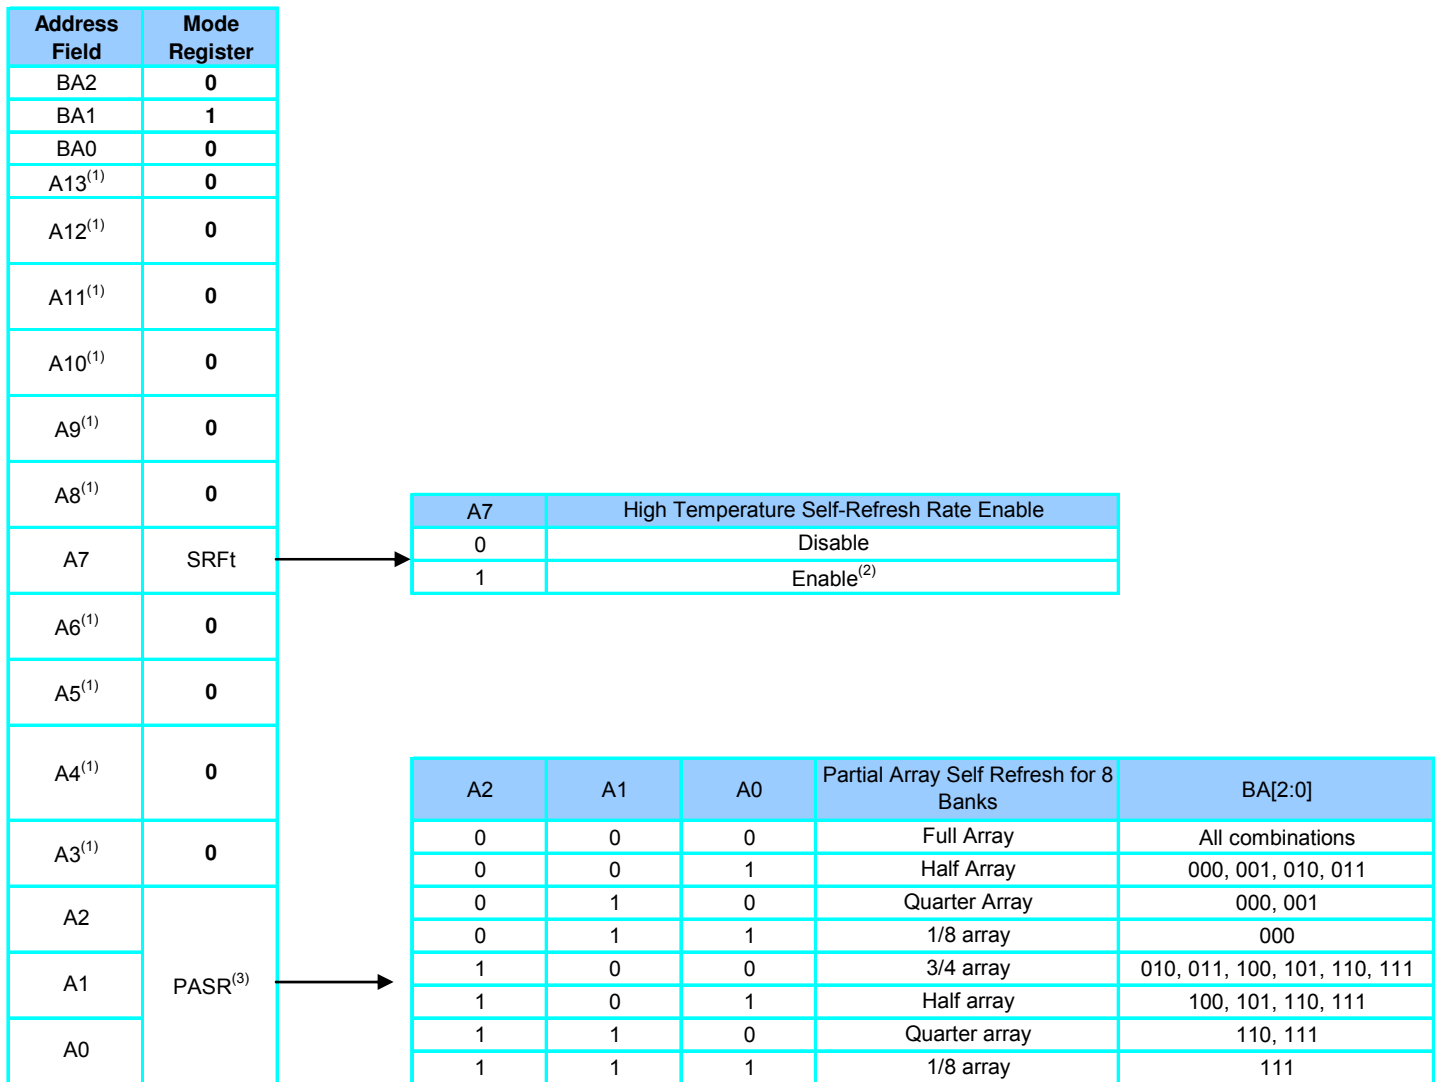 Address Field Mode Register
BA2 0
BA1 1
BA0 0
A13(1) 0
A12(1) 0
A11(1) 0
A10(1) 0
A9(1) 0
A8(1) 0
A7 SRFt
A6(1) 0
A5(1) 0
A4(1) 0
A3(1) 0
A2
A1 PASR(3)
A0
A7 High Temperature Self-Refresh Rate Enable
0 Disable
1 Enable(2)
A2 A1 A0 Partial Array Self Refresh for 8 Banks BA[2:0]
0 0 0 Full Array All combinations
0 0 1 Half Array 000, 001, 010, 011
0 1 0 Quarter Array 000, 001
0 1 1 1/8 array 000
1 0 0 3/4 array 010, 011, 100, 101, 110, 111
1 0 1 Half array 100, 101, 110, 111
1 1 0 Quarter array 110, 111
1 1 1 1/8 array 111